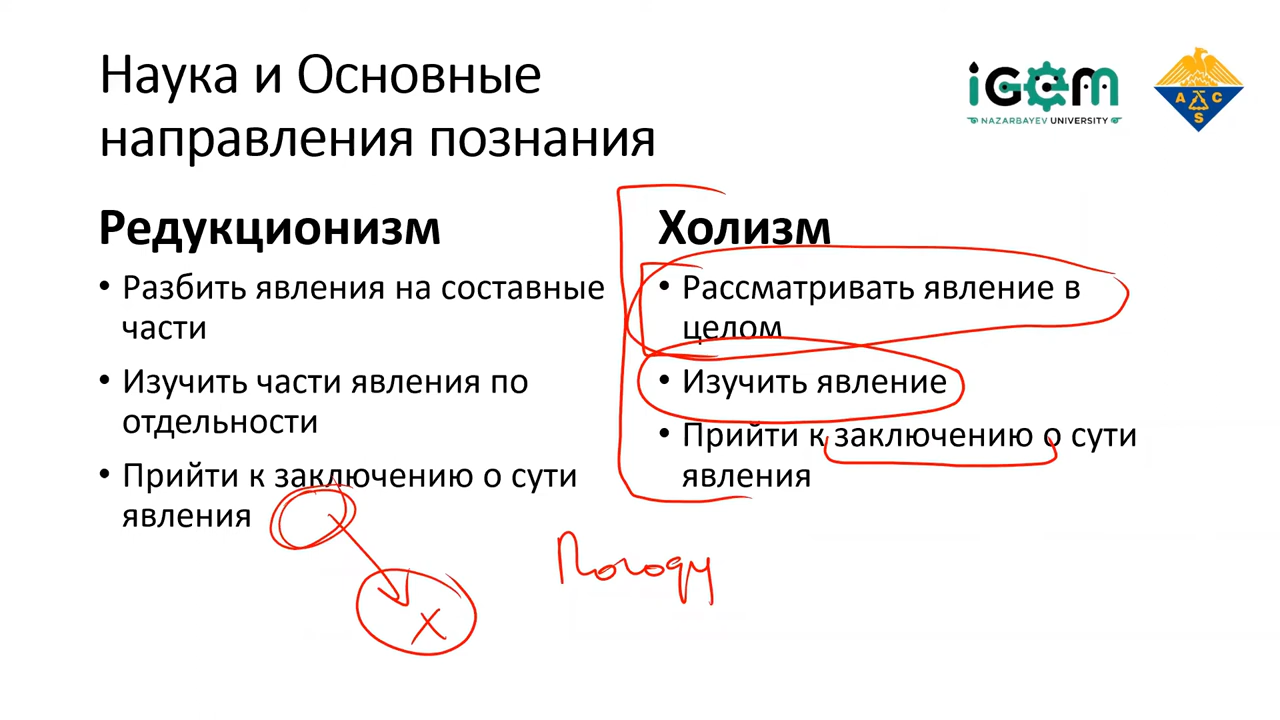 Наука и Основные
направления познания
iGem
NAZARBAYEV UNIVERSITY
A C
S
Редукционизм
• Разбить явления на составные
части
• Изучить части явления по
отдельности
• Прийти к заключению о сути
явления
Холизм
• Рассматривать явление в
целом
• Изучить явление
• Прийти к заключению о сути
явления
X
Погоду